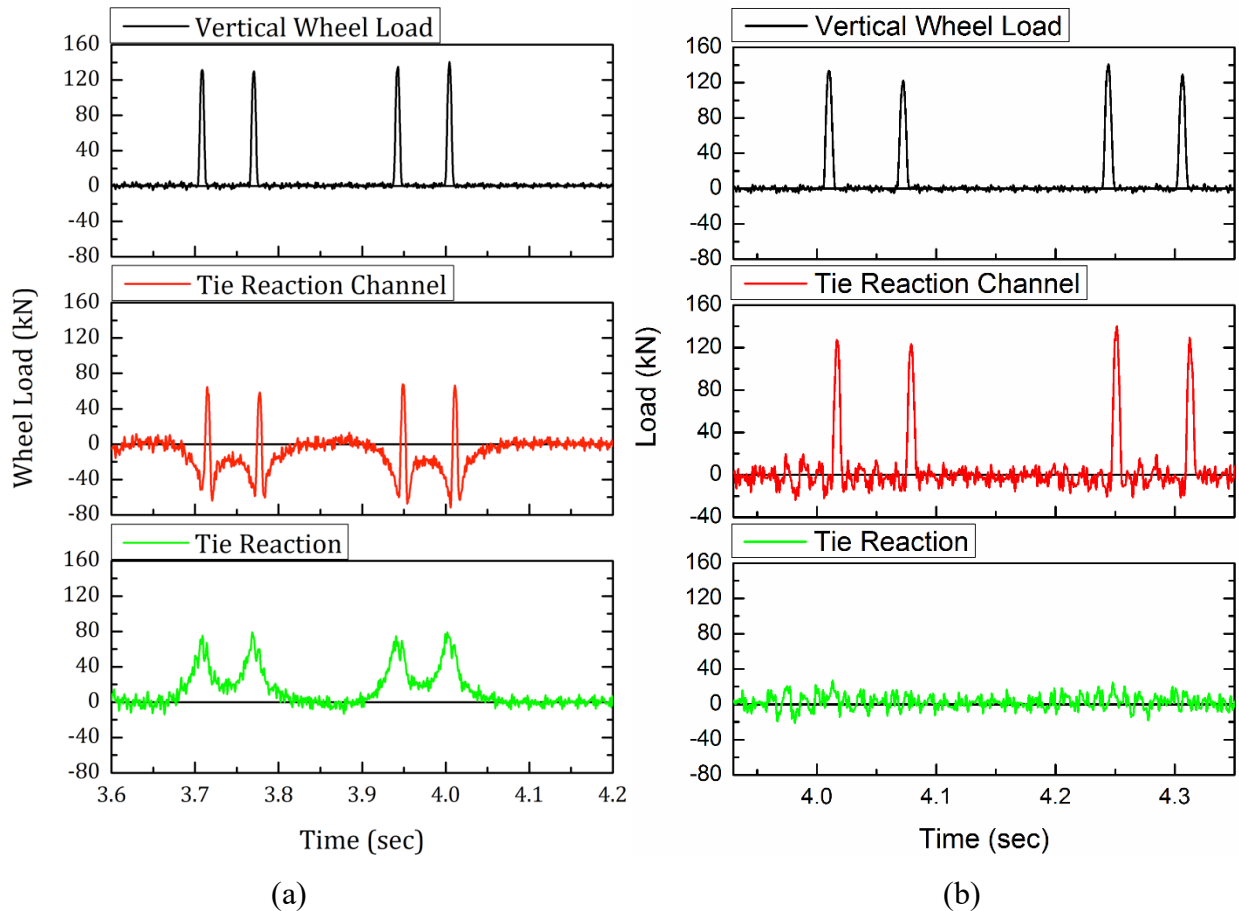 Vertical Wheel Load
160
120
80
40
0
-40
-80
Tie Reaction Channel
160
120
80
40
0
-40
-80
Tie Reaction
160
120
80
40
0
-40
-80
3.6 3.7 3.8 3.9 4.0 4.1 4.2
Wheel Load (kN)
Time (sec)
(a)
Vertical Wheel Load
160
120
80
40
0
-40
-80
Tie Reaction Channel
160
120
80
40
0
-40
Tie Reaction
160
120
80
40
0
-40
-80
4.0 4.1 4.2 4.3
Load (kN)
Time (sec)
(b)